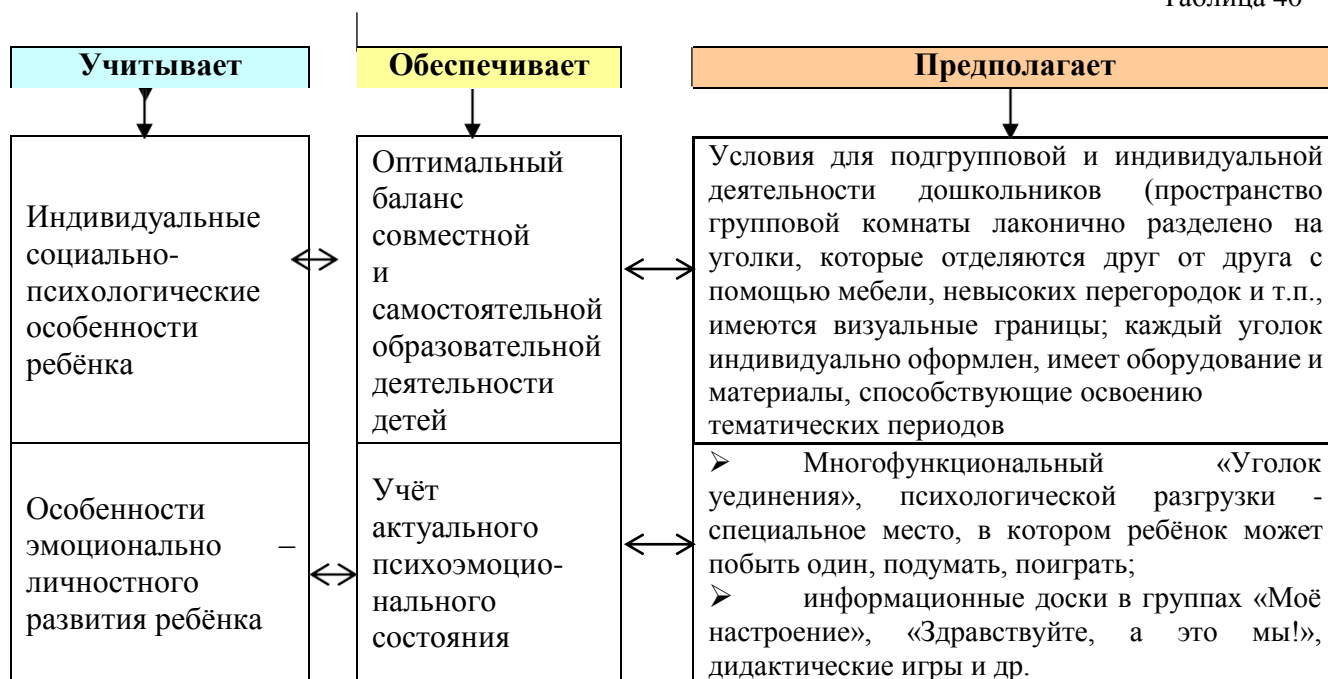 Таблица 40
Учитывает
Обеспечивает
Предполагает
Индивидуальные
социально-
психологические
особенности
ребёнка
Оптимальный
баланс
совместной
и
самостоятельной
образовательной
деятельности
детей
Условия для подгрупповой и индивидуальной
деятельности дошкольников (пространство
групповой комнаты лаконично разделено на
уголки, которые отделяются друг от друга с
помощью мебели, невысоких перегородок и т.п.,
имеются визуальные границы; каждый уголок
индивидуально оформлен, имеет оборудование и
материалы, способствующие освоению
тематических периодов
Особенности
эмоционально –
личностного
развития ребёнка
Учёт
актуального
психоэмоцио-
нального
состояния
➢ Многофункциональный «Уголок
уединения», психологической разгрузки -
специальное место, в котором ребёнок может
побыть один, подумать, поиграть;
➢ информационные доски в группах «Моё
настроение», «Здравствуйте, а это мы!»,
дидактические игры и др.